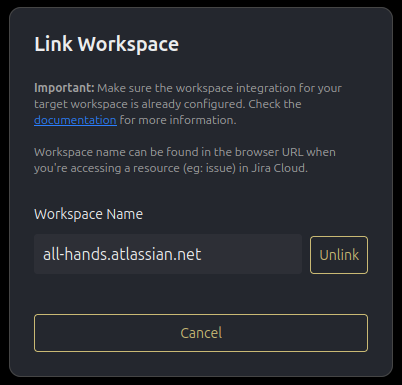 Link Workspace
Important: Make sure the workspace integration for your
target workspace is already configured. Check the
documentation for more information.
Workspace name can be found in the browser URL when
you're accessing a resource (eg: issue) in Jira Cloud.
Workspace Name
all-hands.atlassian.net
Unlink
Cancel